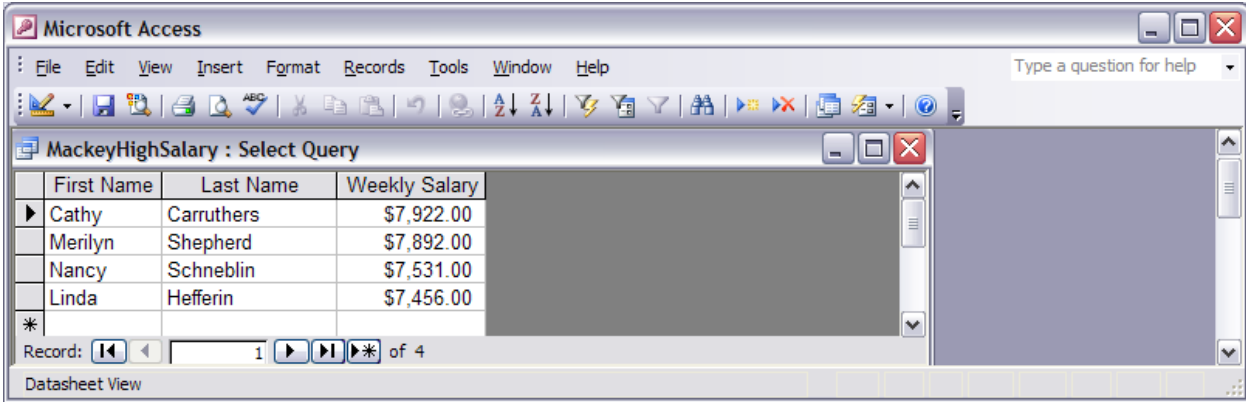 Microsoft Access
File Edit View Insert Format Records Tools Window Help Type a question for help
ABC A Z Z A
MackeyHighSalary : Select Query
First Name Last Name Weekly Salary
Cathy Carruthers $7,922.00
Merilyn Shepherd $7,892.00
Nancy Schneblin $7,531.00
Linda Hefferin $7,456.00
Record: 1 of 4
Datasheet View